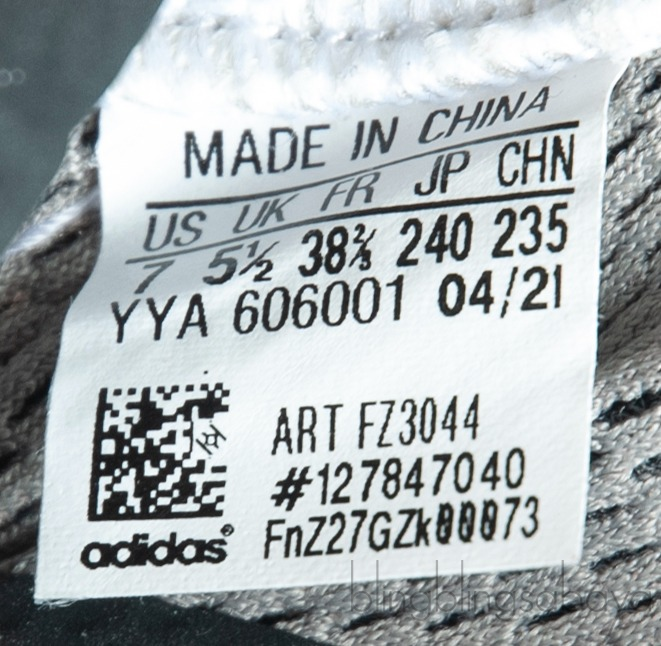 MADE IN CHINA
US UK FR JP CHN
7 5½ 38⅔ 240 235
YYA 606001 04/21
ART FZ3044
#127847040
FnZ27GZk00073
adidas®